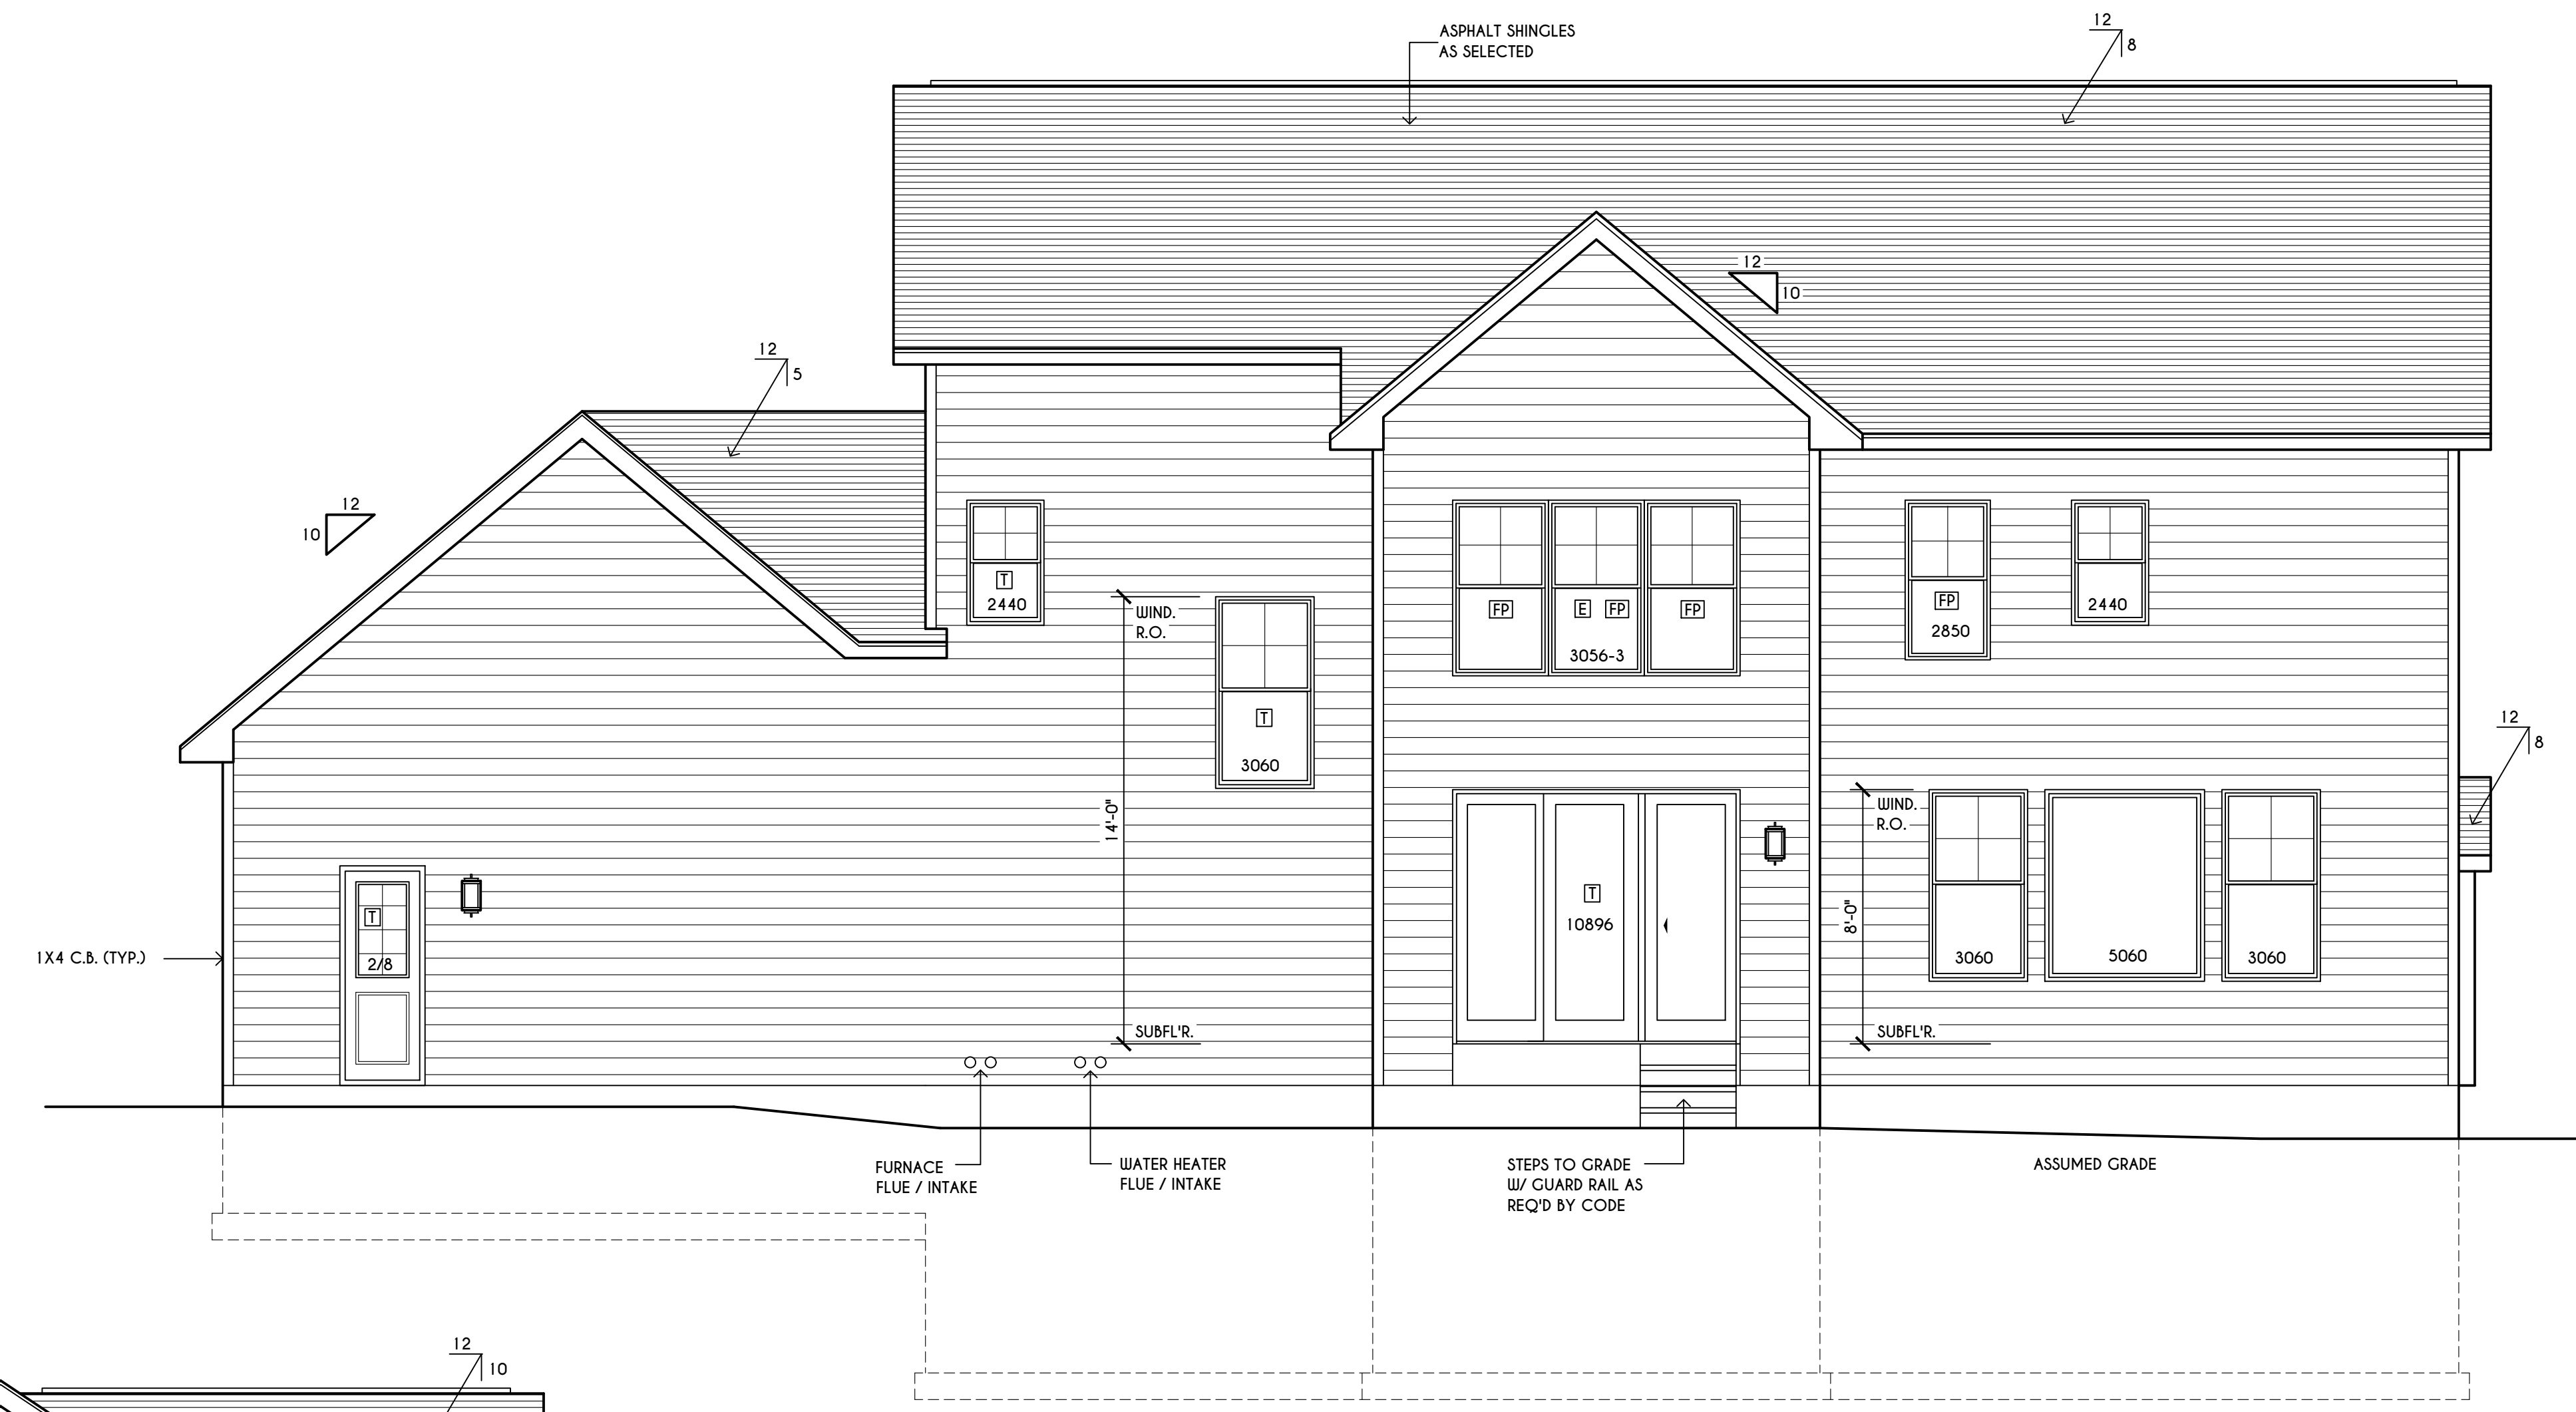 ASPHALT SHINGLES
AS SELECTED
12
8
12
10
12
5
12
10
T
2440
WIND.
R.O.
FP
E FP
FP
3056-3
FP
2850
2440
T
3060
12
8
14'-0"
WIND.
R.O.
8'-0"
T
10896
T
2/8
1X4 C.B. (TYP.)
3060
5060
3060
SUBFL'R.
SUBFL'R.
FURNACE
FLUE / INTAKE
WATER HEATER
FLUE / INTAKE
STEPS TO GRADE
W/ GUARD RAIL AS
REQ'D BY CODE
ASSUMED GRADE
12
10